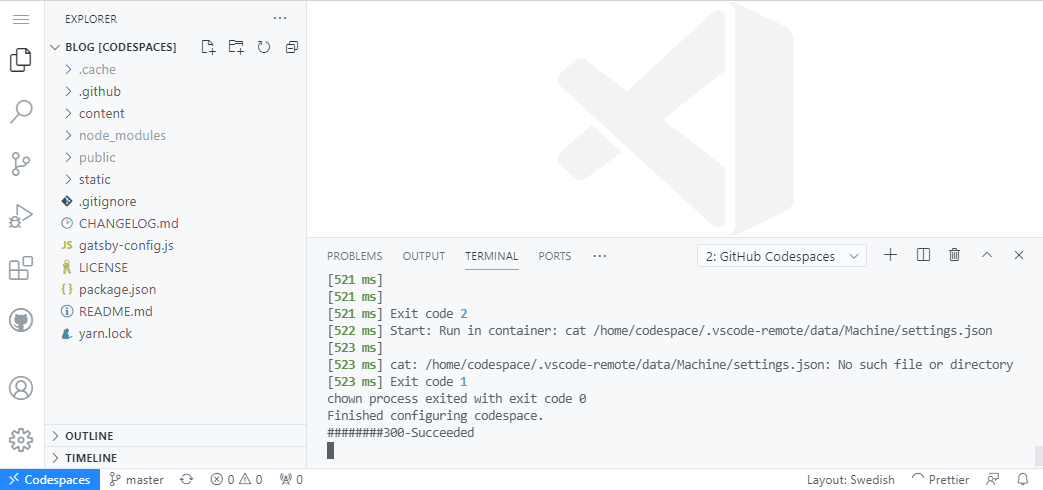 EXPLORER ...
BLOG [CODESPACES]
.cache
.github
content
node_modules
public
static
.gitignore
CHANGELOG.md
JS gatsby-config.js
LICENSE
{} package.json
README.md
yarn.lock
OUTLINE
TIMELINE
PROBLEMS OUTPUT TERMINAL PORTS ... 2: GitHub Codespaces
[521 ms]
[521 ms]
[521 ms] Exit code 2
[522 ms] Start: Run in container: cat /home/codespace/.vscode-remote/data/Machine/settings.json
[523 ms]
[523 ms] cat: /home/codespace/.vscode-remote/data/Machine/settings.json: No such file or directory
[523 ms] Exit code 1
chown process exited with exit code 0
Finished configuring codespace.
########300-Succeeded
Codespaces master 0 0 0 Layout: Swedish Prettier